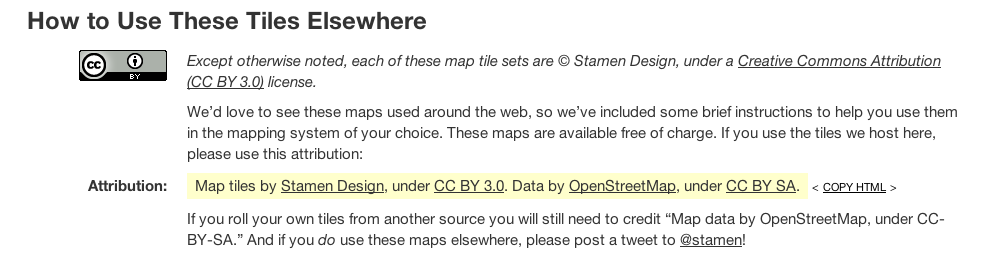 How to Use These Tiles Elsewhere
cc BY
Except otherwise noted, each of these map tile sets are © Stamen Design, under a Creative Commons Attribution
(CC BY 3.0) license.
We’d love to see these maps used around the web, so we’ve included some brief instructions to help you use them
in the mapping system of your choice. These maps are available free of charge. If you use the tiles we host here,
please use this attribution:
Attribution: Map tiles by Stamen Design, under CC BY 3.0. Data by OpenStreetMap, under CC BY SA. < COPY HTML >
If you roll your own tiles from another source you will still need to credit “Map data by OpenStreetMap, under CC-
BY-SA.” And if you do use these maps elsewhere, please post a tweet to @stamen!